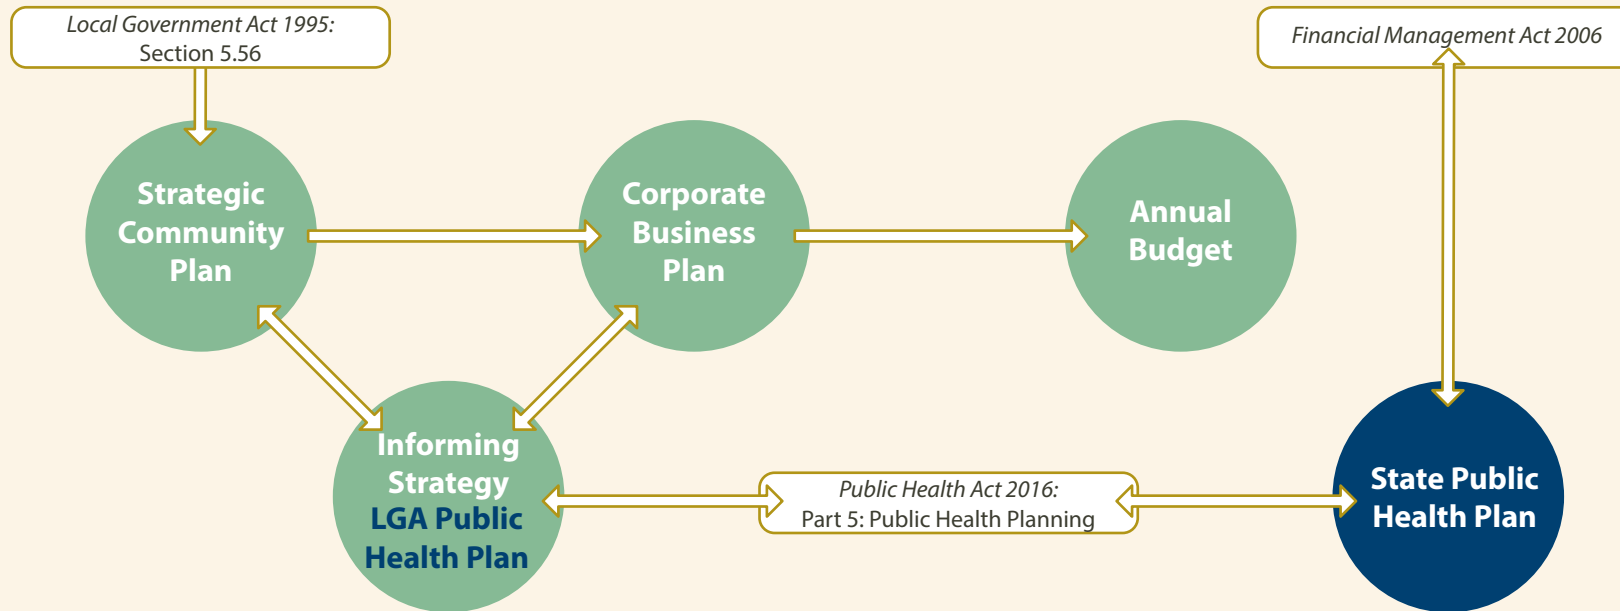 Local Government Act 1995:
Section 5.56
Financial Management Act 2006
Strategic
Community
Plan
Corporate
Business
Plan
Annual
Budget
Informing
Strategy
LGA Public
Health Plan
Public Health Act 2016:
Part 5: Public Health Planning
State Public
Health Plan